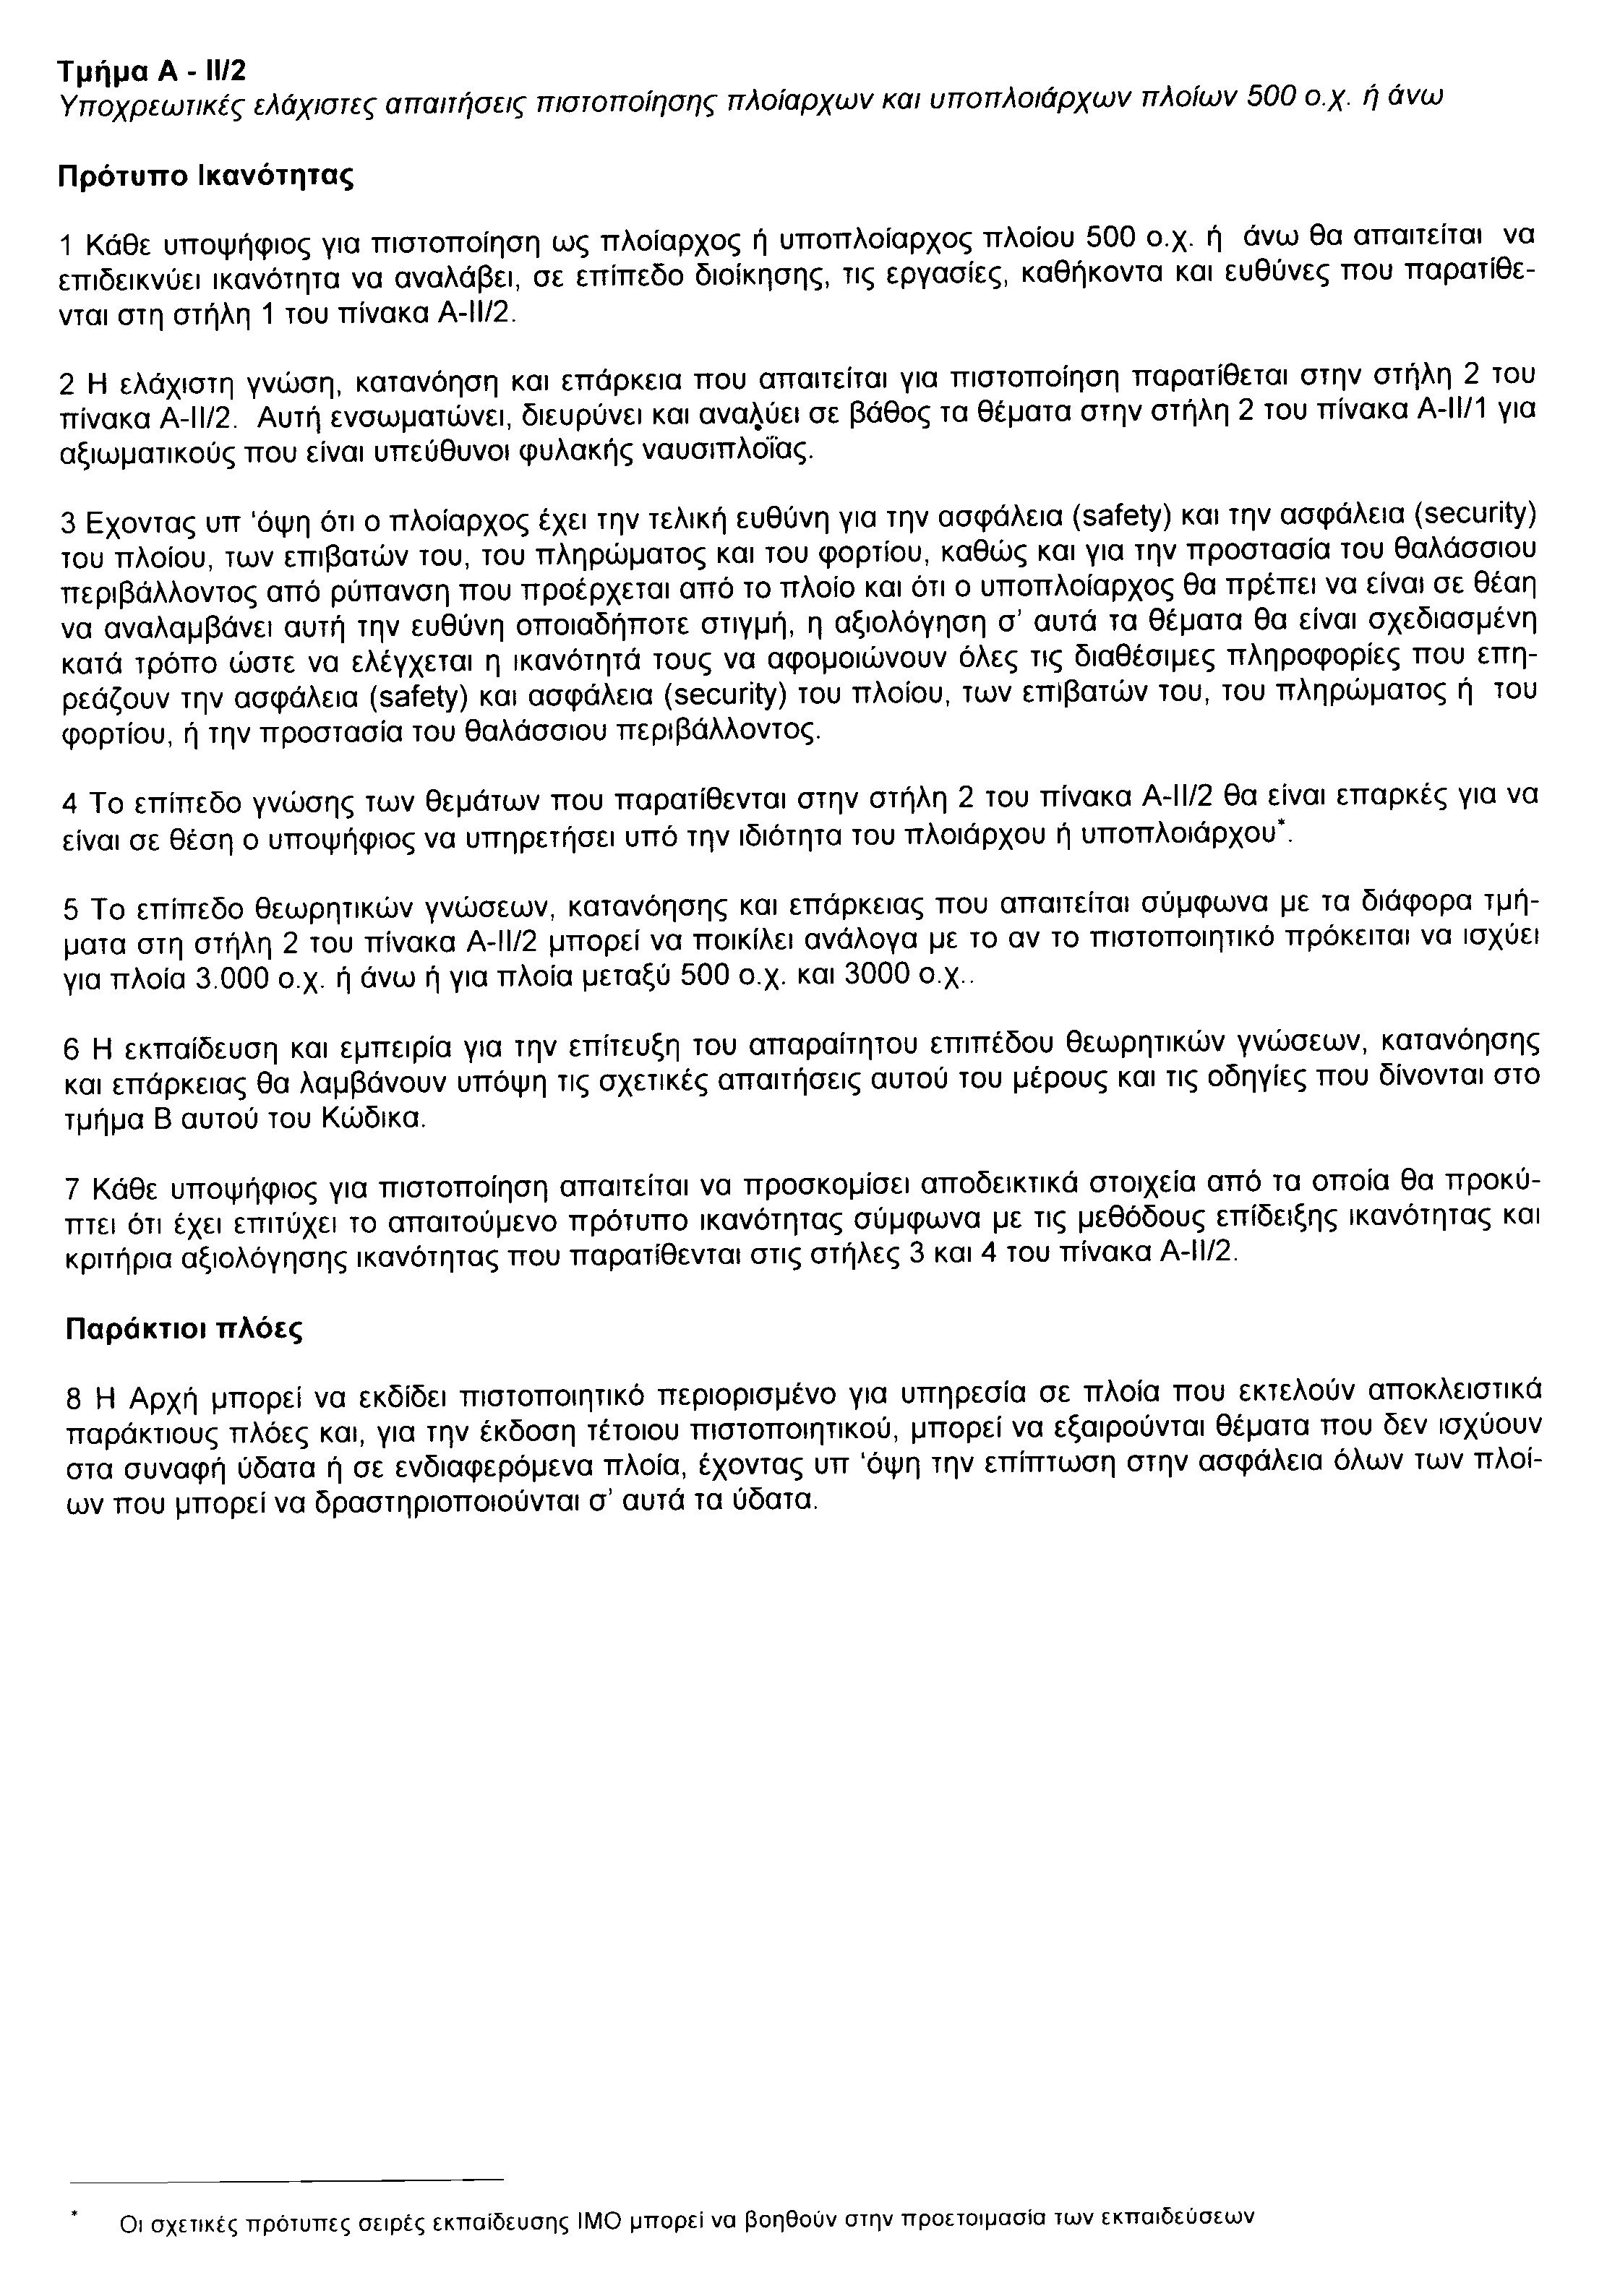 Τμήμα Α - ΙΙ/2
Υποχρεωτικές ελάχιστες απαιτήσεις πιστοποίησης πλοίαρχων και υποπλοιάρχων πλοίων 500 ο.χ. ή άνω
Πρότυπο Ικανότητας
1 Κάθε υποψήφιος για πιστοποίηση ως πλοίαρχος ή υποπλοίαρχος πλοίου 500 ο.χ. ή άνω θα απαιτείται να
επιδεικνύει ικανότητα να αναλάβει, σε επίπεδο διοίκησης, τις εργασίες, καθήκοντα και ευθύνες που παρατίθε-
νται στη στήλη 1 του πίνακα Α-ΙΙ/2.
2 Η ελάχιστη γνώση, κατανόηση και επάρκεια που απαιτείται για πιστοποίηση παρατίθεται στην στήλη 2 του
πίνακα Α-ΙΙ/2. Αυτή ενσωματώνει, διευρύνει και αναλύει σε βάθος τα θέματα στην στήλη 2 του πίνακα Α-ΙΙ/1 για
αξιωματικούς που είναι υπεύθυνοι φυλακής ναυσιπλοΐας.
3 Εχοντας υπ ‘όψη ότι ο πλοίαρχος έχει την τελική ευθύνη για την ασφάλεια (safety) και την ασφάλεια (security)
του πλοίου, των επιβατών του, του πληρώματος και του φορτίου, καθώς και για την προστασία του θαλάσσιου
περιβάλλοντος από ρύπανση που προέρχεται από το πλοίο και ότι ο υποπλοίαρχος θα πρέπει να είναι σε θέαη
να αναλαμβάνει αυτή την ευθύνη οποιαδήποτε στιγμή, η αξιολόγηση σ’ αυτά τα θέματα θα είναι σχεδιασμένη
κατά τρόπο ώστε να ελέγχεται η ικανότητά τους να αφομοιώνουν όλες τις διαθέσιμες πληροφορίες που επη-
ρεάζουν την ασφάλεια (safety) και ασφάλεια (security) του πλοίου, των επιβατών του, του πληρώματος ή του
φορτίου, ή την προστασία του θαλάσσιου περιβάλλοντος.
4 Το επίπεδο γνώσης των θεμάτων που παρατίθενται στην στήλη 2 του πίνακα Α-ΙΙ/2 θα είναι επαρκές για να
είναι σε θέση ο υποψήφιος να υπηρετήσει υπό την ιδιότητα του πλοιάρχου ή υποπλοιάρχου*.
5 Το επίπεδο θεωρητικών γνώσεων, κατανόησης και επάρκειας που απαιτείται σύμφωνα με τα διάφορα τμή-
ματα στη στήλη 2 του πίνακα Α-ΙΙ/2 μπορεί να ποικίλει ανάλογα με το αν το πιστοποιητικό πρόκειται να ισχύει
για πλοία 3.000 ο.χ. ή άνω ή για πλοία μεταξύ 500 ο.χ. και 3000 ο.χ..
6 Η εκπαίδευση και εμπειρία για την επίτευξη του απαραίτητου επιπέδου θεωρητικών γνώσεων, κατανόησης
και επάρκειας θα λαμβάνουν υπόψη τις σχετικές απαιτήσεις αυτού του μέρους και τις οδηγίες που δίνονται στο
τμήμα Β αυτού του Κώδικα.
7 Κάθε υποψήφιος για πιστοποίηση απαιτείται να προσκομίσει αποδεικτικά στοιχεία από τα οποία θα προκύ-
πτει ότι έχει επιτύχει το απαιτούμενο πρότυπο ικανότητας σύμφωνα με τις μεθόδους επίδειξης ικανότητας και
κριτήρια αξιολόγησης ικανότητας που παρατίθενται στις στήλες 3 και 4 του πίνακα Α-ΙΙ/2.
Παράκτιοι πλόες
8 Η Αρχή μπορεί να εκδίδει πιστοποιητικό περιορισμένο για υπηρεσία σε πλοία που εκτελούν αποκλειστικά
παράκτιους πλόες και, για την έκδοση τέτοιου πιστοποιητικού, μπορεί να εξαιρούνται θέματα που δεν ισχύουν
στα συναφή ύδατα ή σε ενδιαφερόμενα πλοία, έχοντας υπ ‘όψη την επίπτωση στην ασφάλεια όλων των πλοί-
ων που μπορεί να δραστηριοποιούνται σ’ αυτά τα ύδατα.
* Οι σχετικές πρότυπες σειρές εκπαίδευσης ΙΜΟ μπορεί να βοηθούν στην προετοιμασία των εκπαιδεύσεων